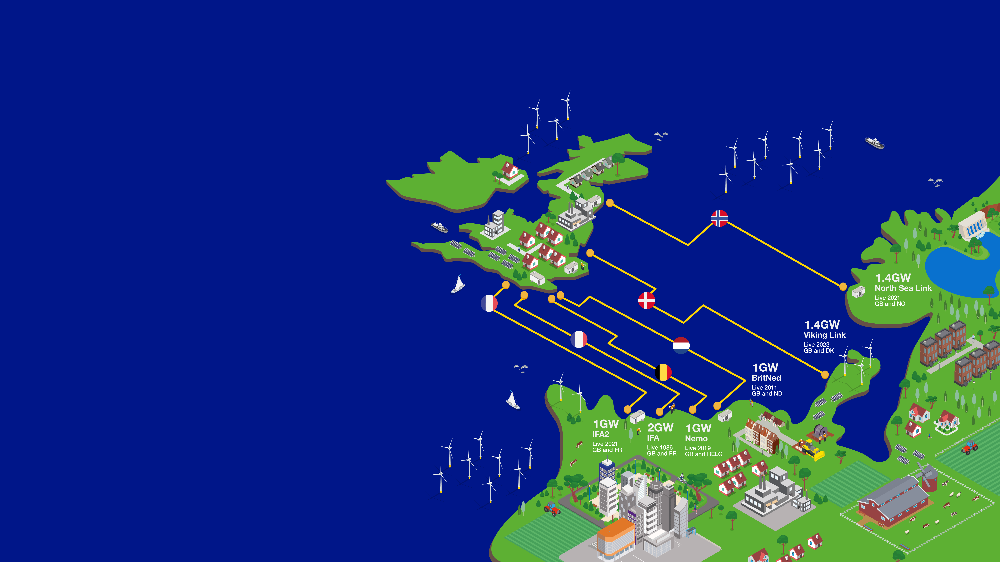 1.4GW
North Sea Link
Live 2021
GB and NO
1.4GW
Viking Link
Live 2023
GB and DK
1GW
BritNed
Live 2011
GB and ND
1GW
IFA2
Live 2021
GB and FR
2GW
IFA
Live 1986
GB and FR
1GW
Nemo
Live 2019
GB and BELG